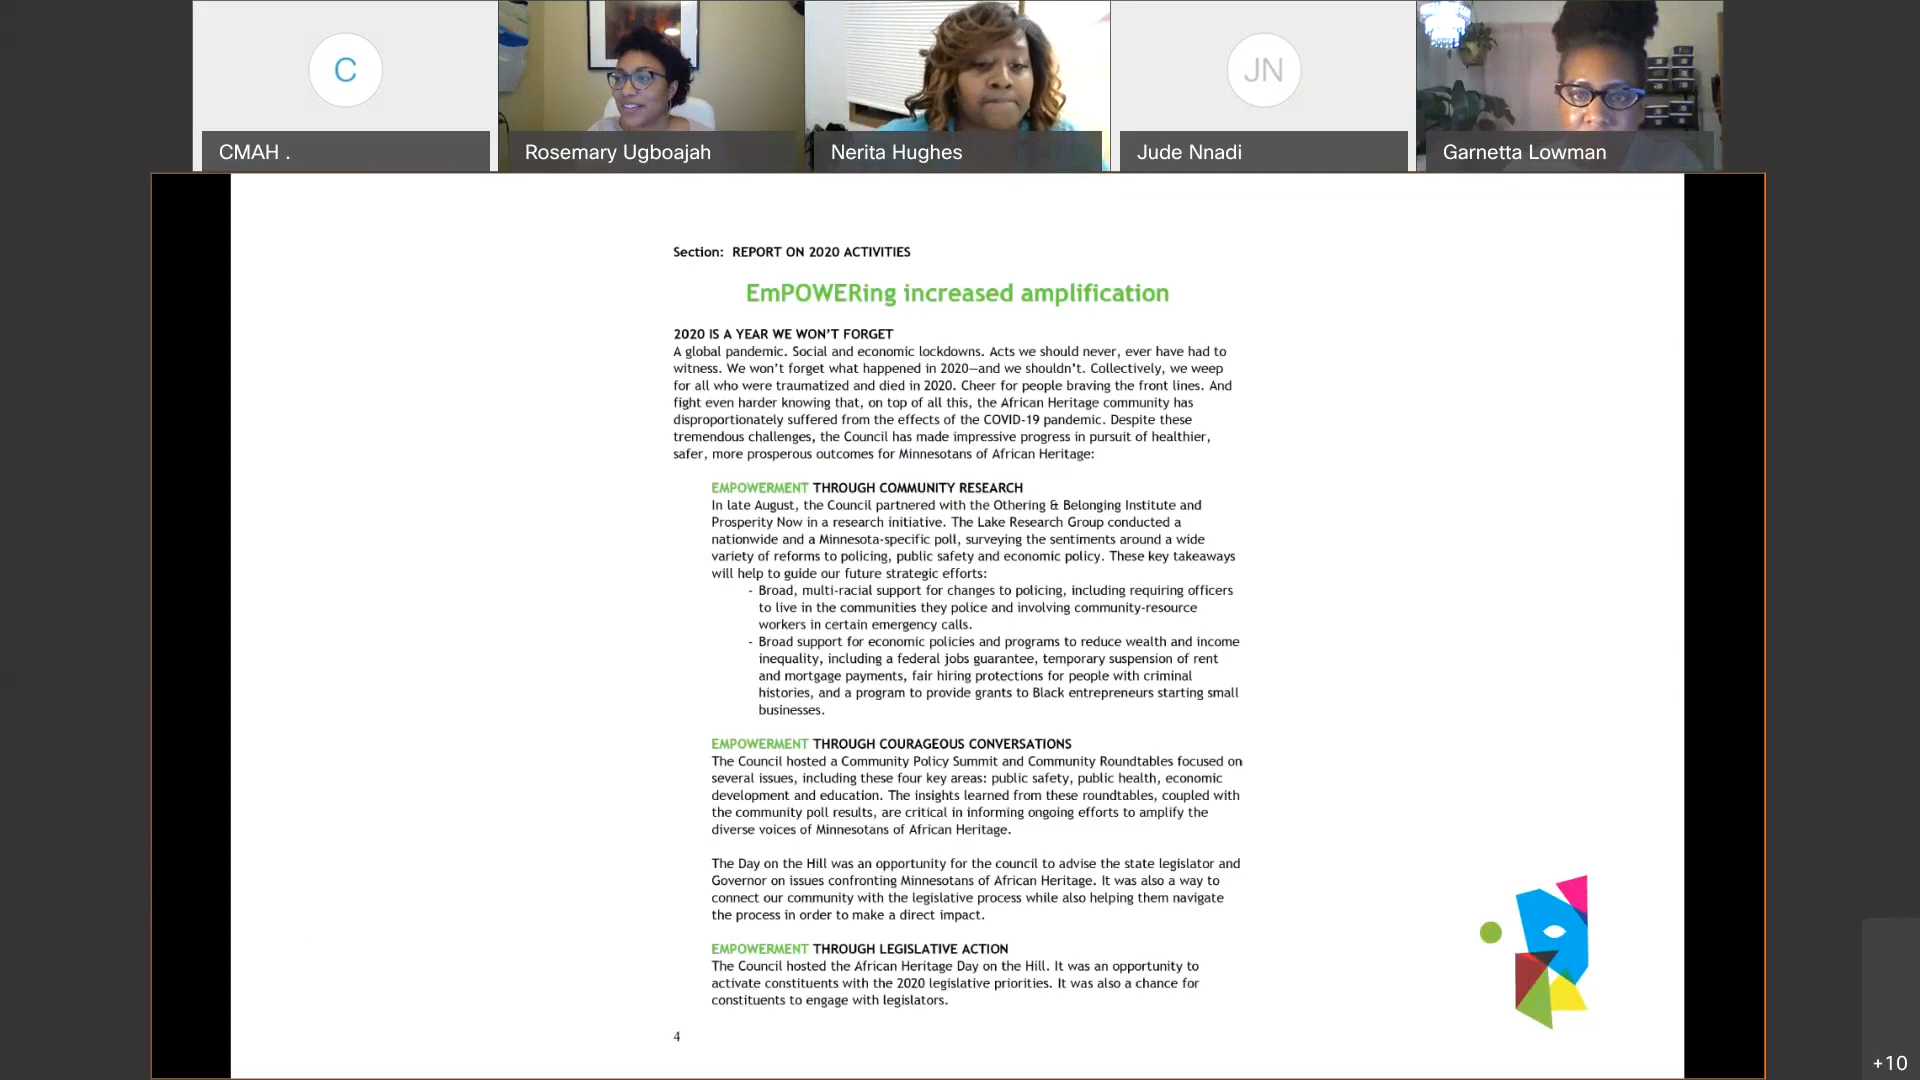 C
JN
CMAH .
Rosemary Ugboajah
Nerita Hughes
Jude Nnadi
Garnetta Lowman
Section: REPORT ON 2020 ACTIVITIES
EmPOWERing increased amplification
2020 IS A YEAR WE WON'T FORGET
A global pandemic. Social and economic lockdowns. Acts we should never, ever have had to
witness. We won't forget what happened in 2020—and we shouldn't. Collectively, we weep
for all who were traumatized and died in 2020. Cheer for people braving the front lines. And
fight even harder knowing that, on top of all this, the African Heritage community has
disproportionately suffered from the effects of the COVID-19 pandemic. Despite these
tremendous challenges, the Council has made impressive progress in pursuit of healthier,
safer, more prosperous outcomes for Minnesotans of African Heritage:
EMPOWERMENT THROUGH COMMUNITY RESEARCH
In late August, the Council partnered with the Othering & Belonging Institute and
Prosperity Now in a research initiative. The Lake Research Group conducted a
nationwide and a Minnesota-specific poll, surveying the sentiments around a wide
variety of reforms to policing, public safety and economic policy. These key takeaways
will help to guide our future strategic efforts:
- Broad, multi-racial support for changes to policing, including requiring officers
to live in the communities they police and involving community-resource
workers in certain emergency calls.
- Broad support for economic policies and programs to reduce wealth and income
inequality, including a federal jobs guarantee, temporary suspension of rent
and mortgage payments, fair hiring protections for people with criminal
histories, and a program to provide grants to Black entrepreneurs starting small
businesses.
EMPOWERMENT THROUGH COURAGEOUS CONVERSATIONS
The Council hosted a Community Policy Summit and Community Roundtables focused on
several issues, including these four key areas: public safety, public health, economic
development and education. The insights learned from these roundtables, coupled with
the community poll results, are critical in informing ongoing efforts to amplify the
diverse voices of Minnesotans of African Heritage.
The Day on the Hill was an opportunity for the council to advise the state legislator and
Governor on issues confronting Minnesotans of African Heritage. It was also a way to
connect our community with the legislative process while also helping them navigate
the process in order to make a direct impact.
EMPOWERMENT THROUGH LEGISLATIVE ACTION
The Council hosted the African Heritage Day on the Hill. It was an opportunity to
activate constituents with the 2020 legislative priorities. It was also a chance for
constituents to engage with legislators.
4
+10